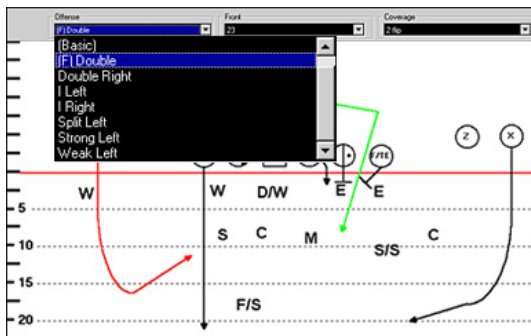 Offense Front Coverage
(F) Double 23 2 flip
(Basic)
(F) Double
Double Right
I Left
I Right
Split Left
Strong Left
Weak Left
Z X
F/TE
W W D/W E E
5
S C M C
10 S/S
15
F/S
20